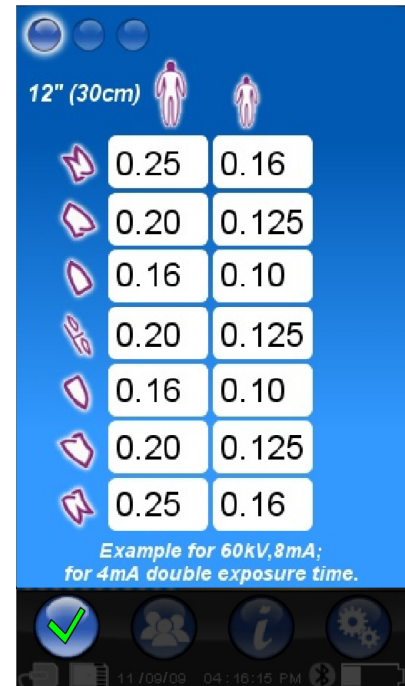 12" (30cm)
0.25 0.16
0.20 0.125
0.16 0.10
0.20 0.125
0.16 0.10
0.20 0.125
0.25 0.16
Example for 60kV,8mA;
for 4mA double exposure time.
i
11/09/09 04:16:15 PM